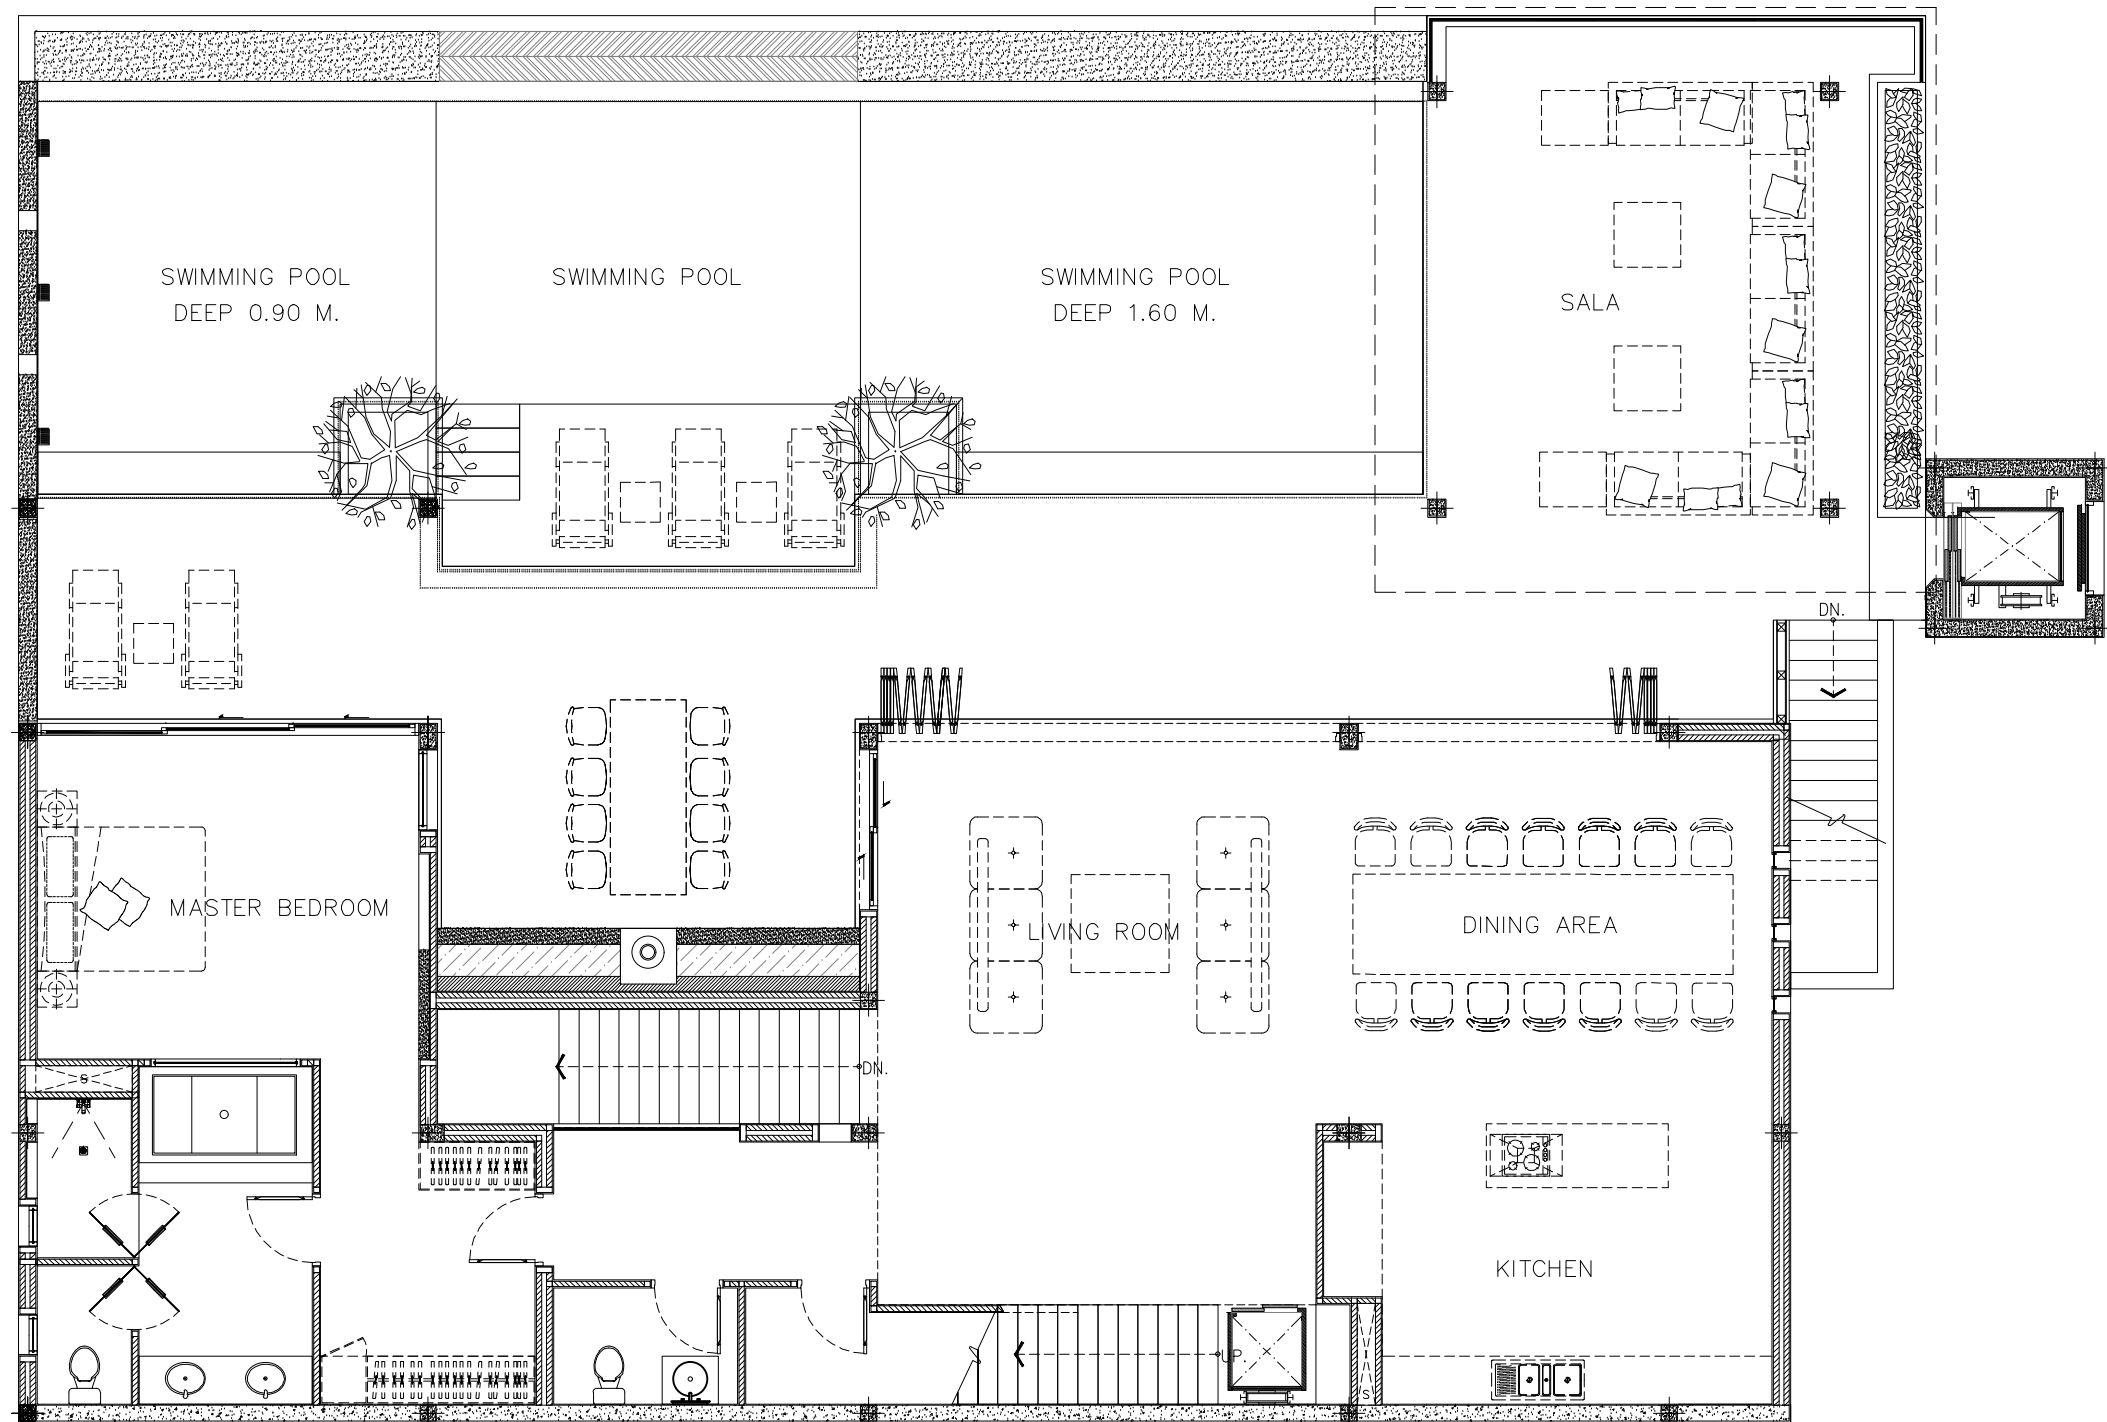 SWIMMING POOL
DEEP 0.90 M.
SWIMMING POOL
SWIMMING POOL
DEEP 1.60 M.
SALA
DN.
MASTER BEDROOM
LIVING ROOM
DINING AREA
DN.
S
KITCHEN
UP
S